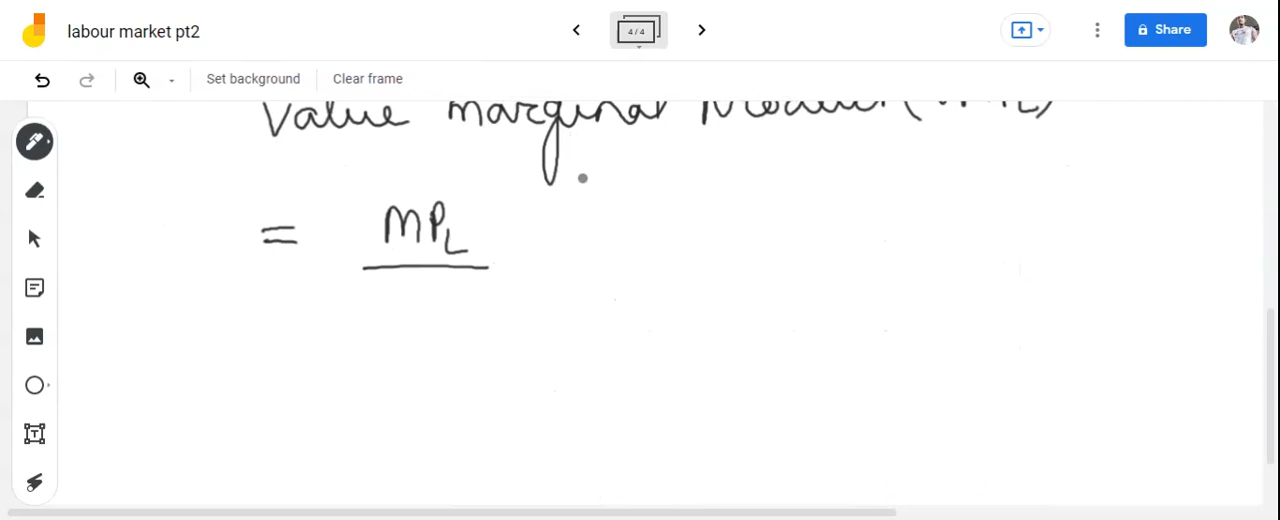 labour market pt2
4 / 4
Share
Set background
Clear frame
Value marginal
= MPL